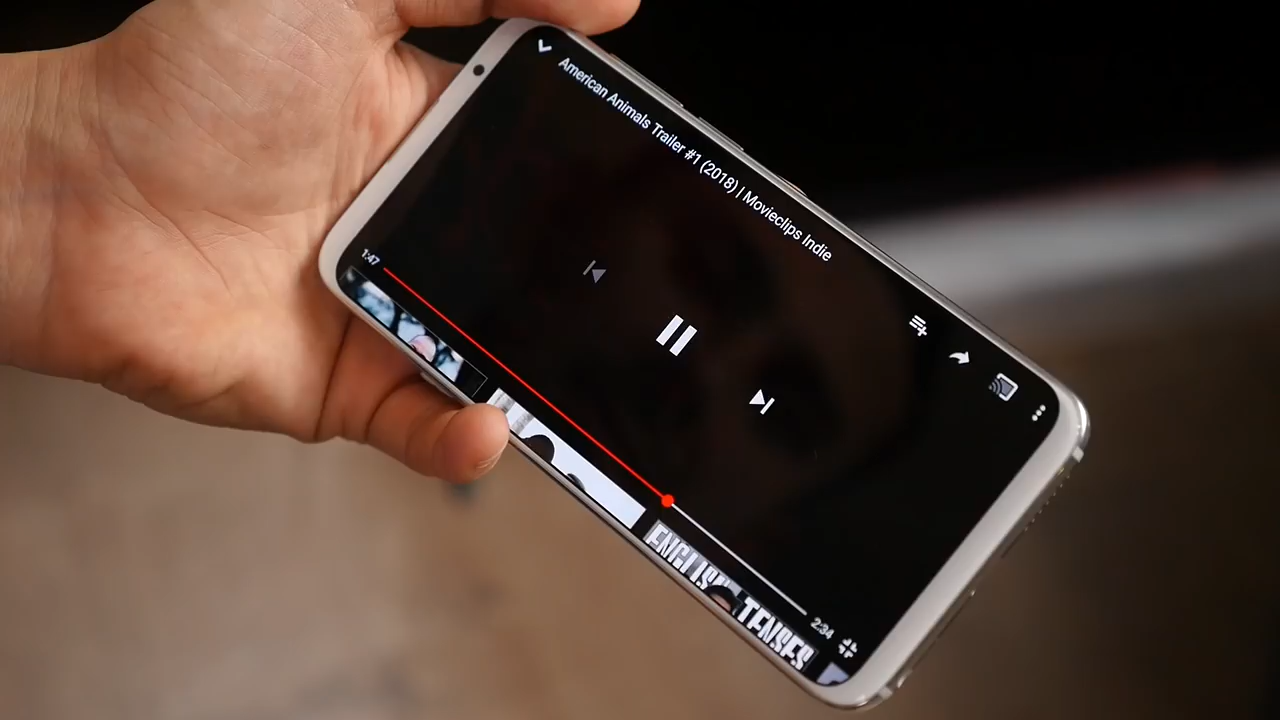 American Animals Trailer #1 (2018) | Movieclips Indie
1:47
2:34
ENGLISH TENSES